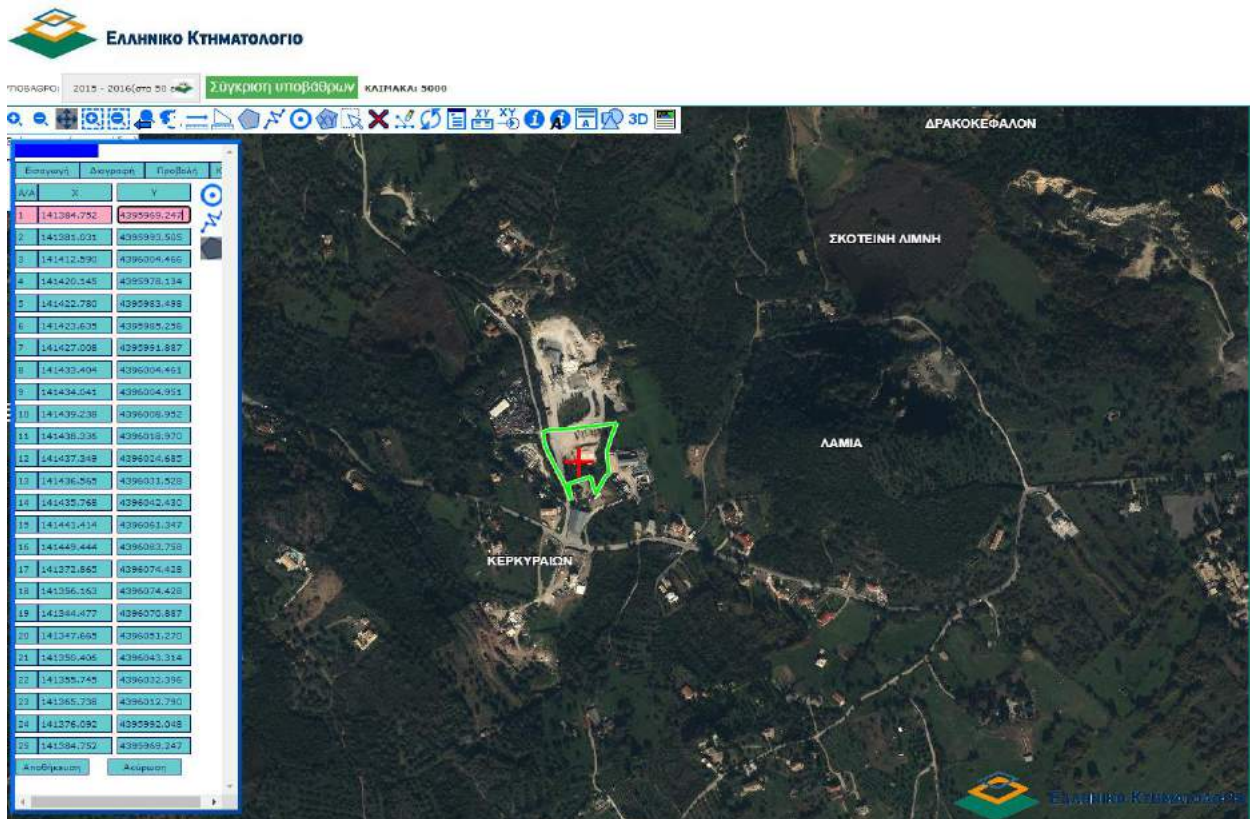 ΕΛΛΗΝΙΚΟ ΚΤΗΜΑΤΟΛΟΓΙΟ
2015 - 2016 Σύγκριση υποβάθρων ΚΛΙΜΑΚΑ: 5000
3D
Εισαγωγή Διαγραφή Προβολή Κ
A/A X Y
1 141384.752 4395969.247
2 141381.031 4395993.505
3 141412.590 4396004.466
4 141420.545 4395978.134
5 141422.780 4395983.498
6 141423.635 4395985.256
7 141427.008 4395991.887
8 141433.404 4396004.461
9 141434.041 4396004.951
10 141439.238 4396008.952
11 141438.336 4396018.970
12 141437.349 4396024.685
13 141436.565 4396031.528
14 141435.768 4396042.430
15 141441.414 4396061.347
16 141449.444 4396083.758
17 141372.865 4396074.428
18 141356.163 4396074.428
19 141344.477 4396070.887
20 141347.665 4396051.270
21 141350.406 4396043.314
22 141355.745 4396032.396
23 141365.738 4396012.790
24 141376.092 4395992.048
25 141384.752 4395969.247
Αποθήκευση Ακύρωση
ΔΡΑΚΟΚΕΦΑΛΟΝ
ΣΚΟΤΕΙΝΗ ΛΙΜΝΗ
ΛΑΜΙΑ
ΚΕΡΚΥΡΑΙΩΝ
ΕΛΛΗΝΙΚΟ ΚΤΗΜΑΤΟΛΟΓΙΟ